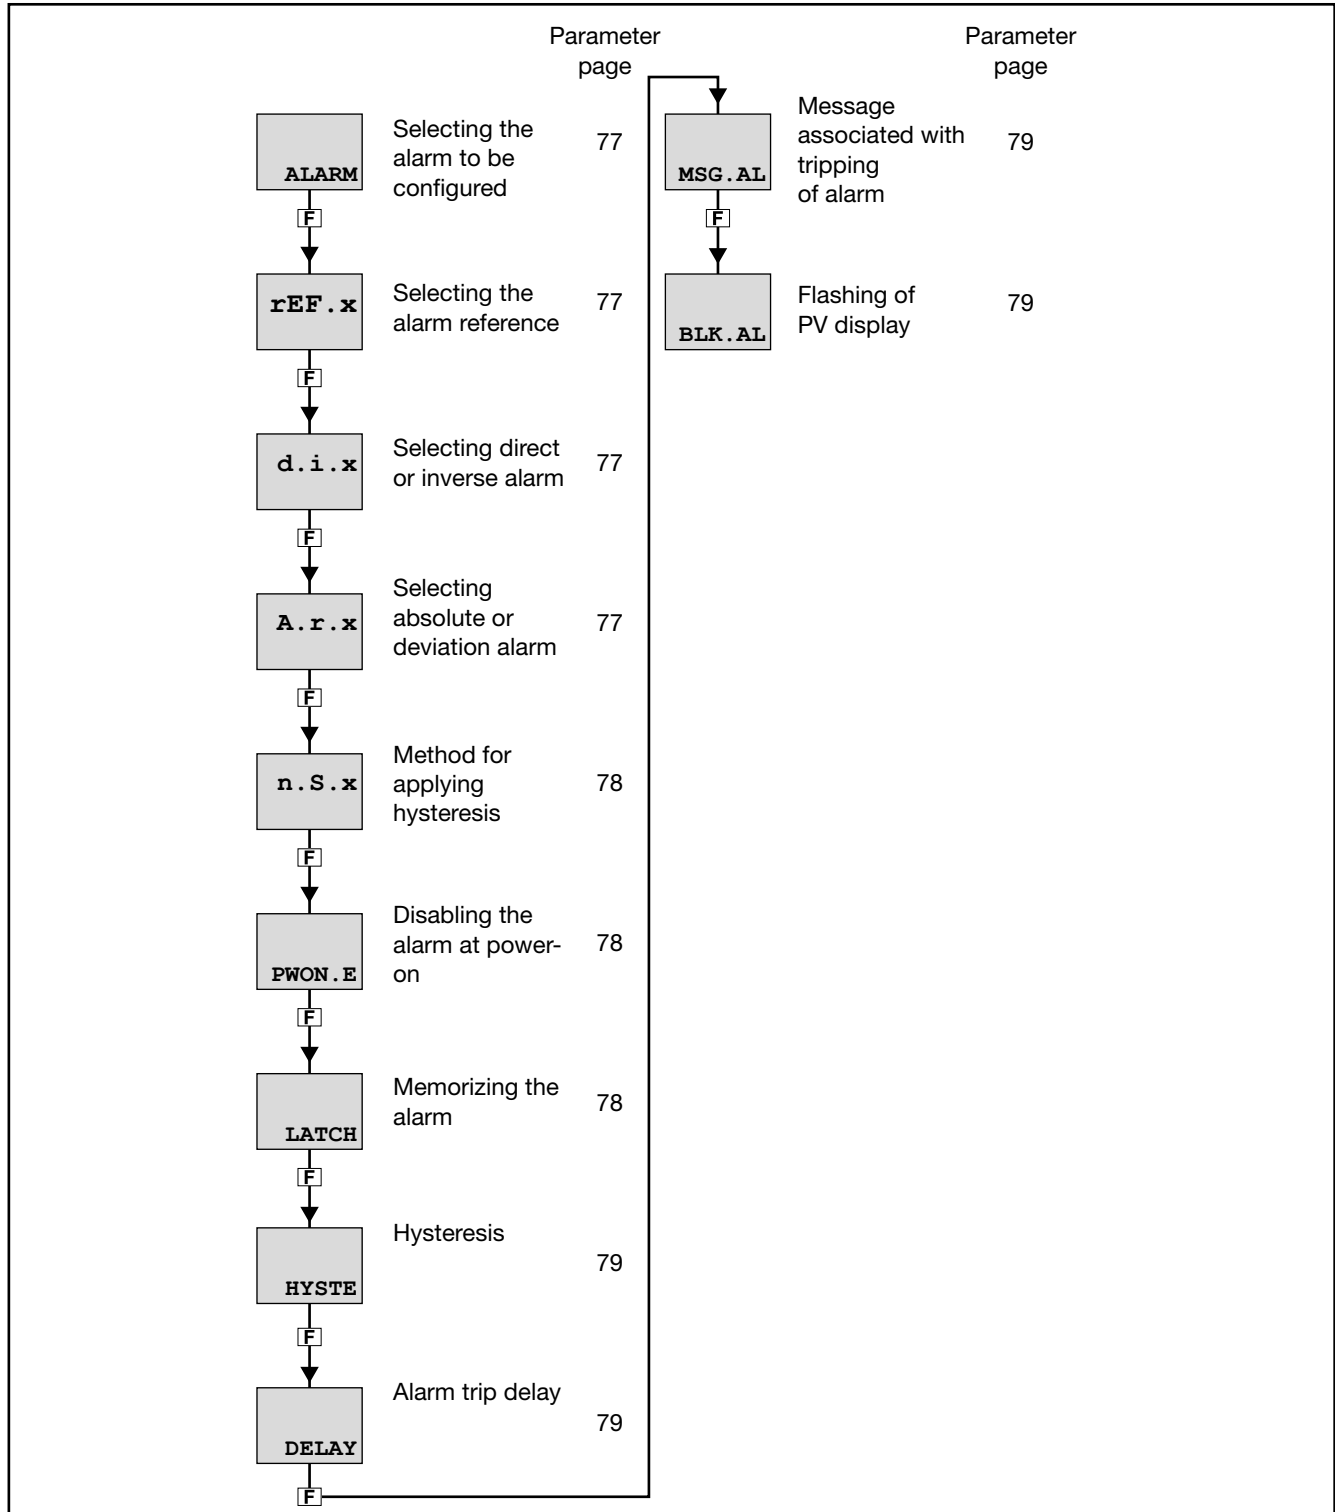 Parameter
page
ALARM
Selecting the
alarm to be
configured
77
F
rEF.x
Selecting the
alarm reference
77
F
d.i.x
Selecting direct
or inverse alarm
77
F
A.r.x
Selecting
absolute or
deviation alarm
77
F
n.S.x
Method for
applying
hysteresis
78
F
PWON.E
Disabling the
alarm at power-
on
78
F
LATCH
Memorizing the
alarm
78
F
HYSTE
Hysteresis
79
F
DELAY
Alarm trip delay
79
F
Parameter
page
MSG.AL
Message
associated with
tripping
of alarm
79
F
BLK.AL
Flashing of
PV display
79